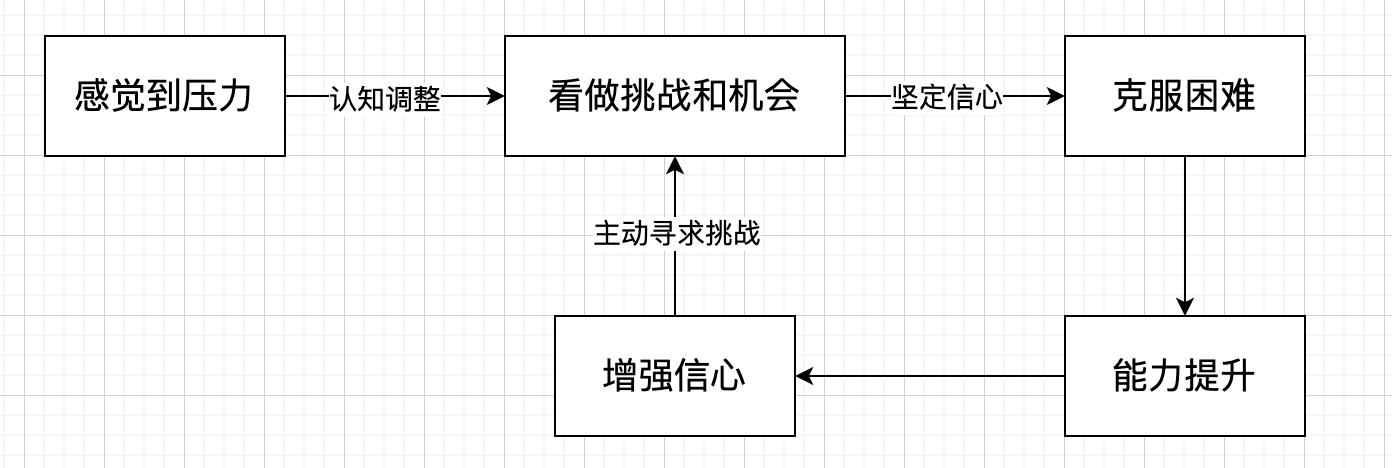 感觉到压力
认知调整
看做挑战和机会
坚定信心
克服困难
主动寻求挑战
增强信心
能力提升